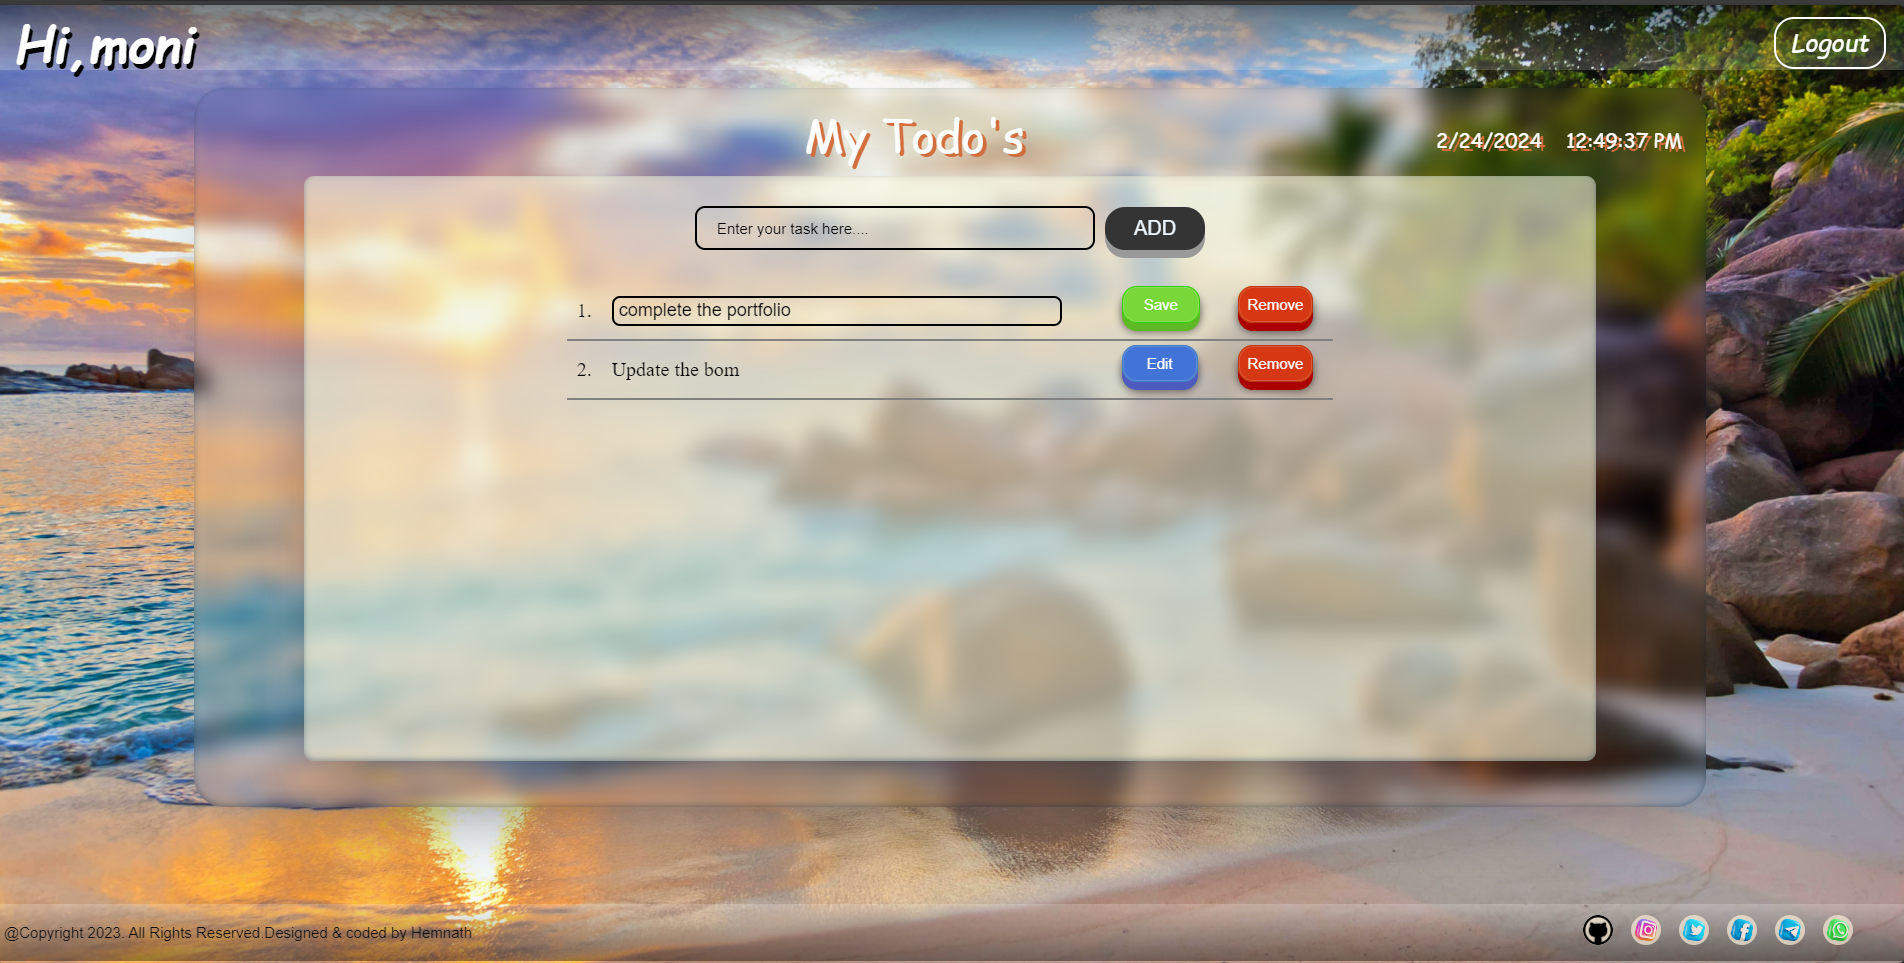 Hi,moni
Logout
My Todo's
2/24/2024 12:49:37 PM
Enter your task here....
ADD
1. complete the portfolio Save Remove
2. Update the bom Edit Remove
@Copyright 2023. All Rights Reserved.Designed & coded by Hemnath